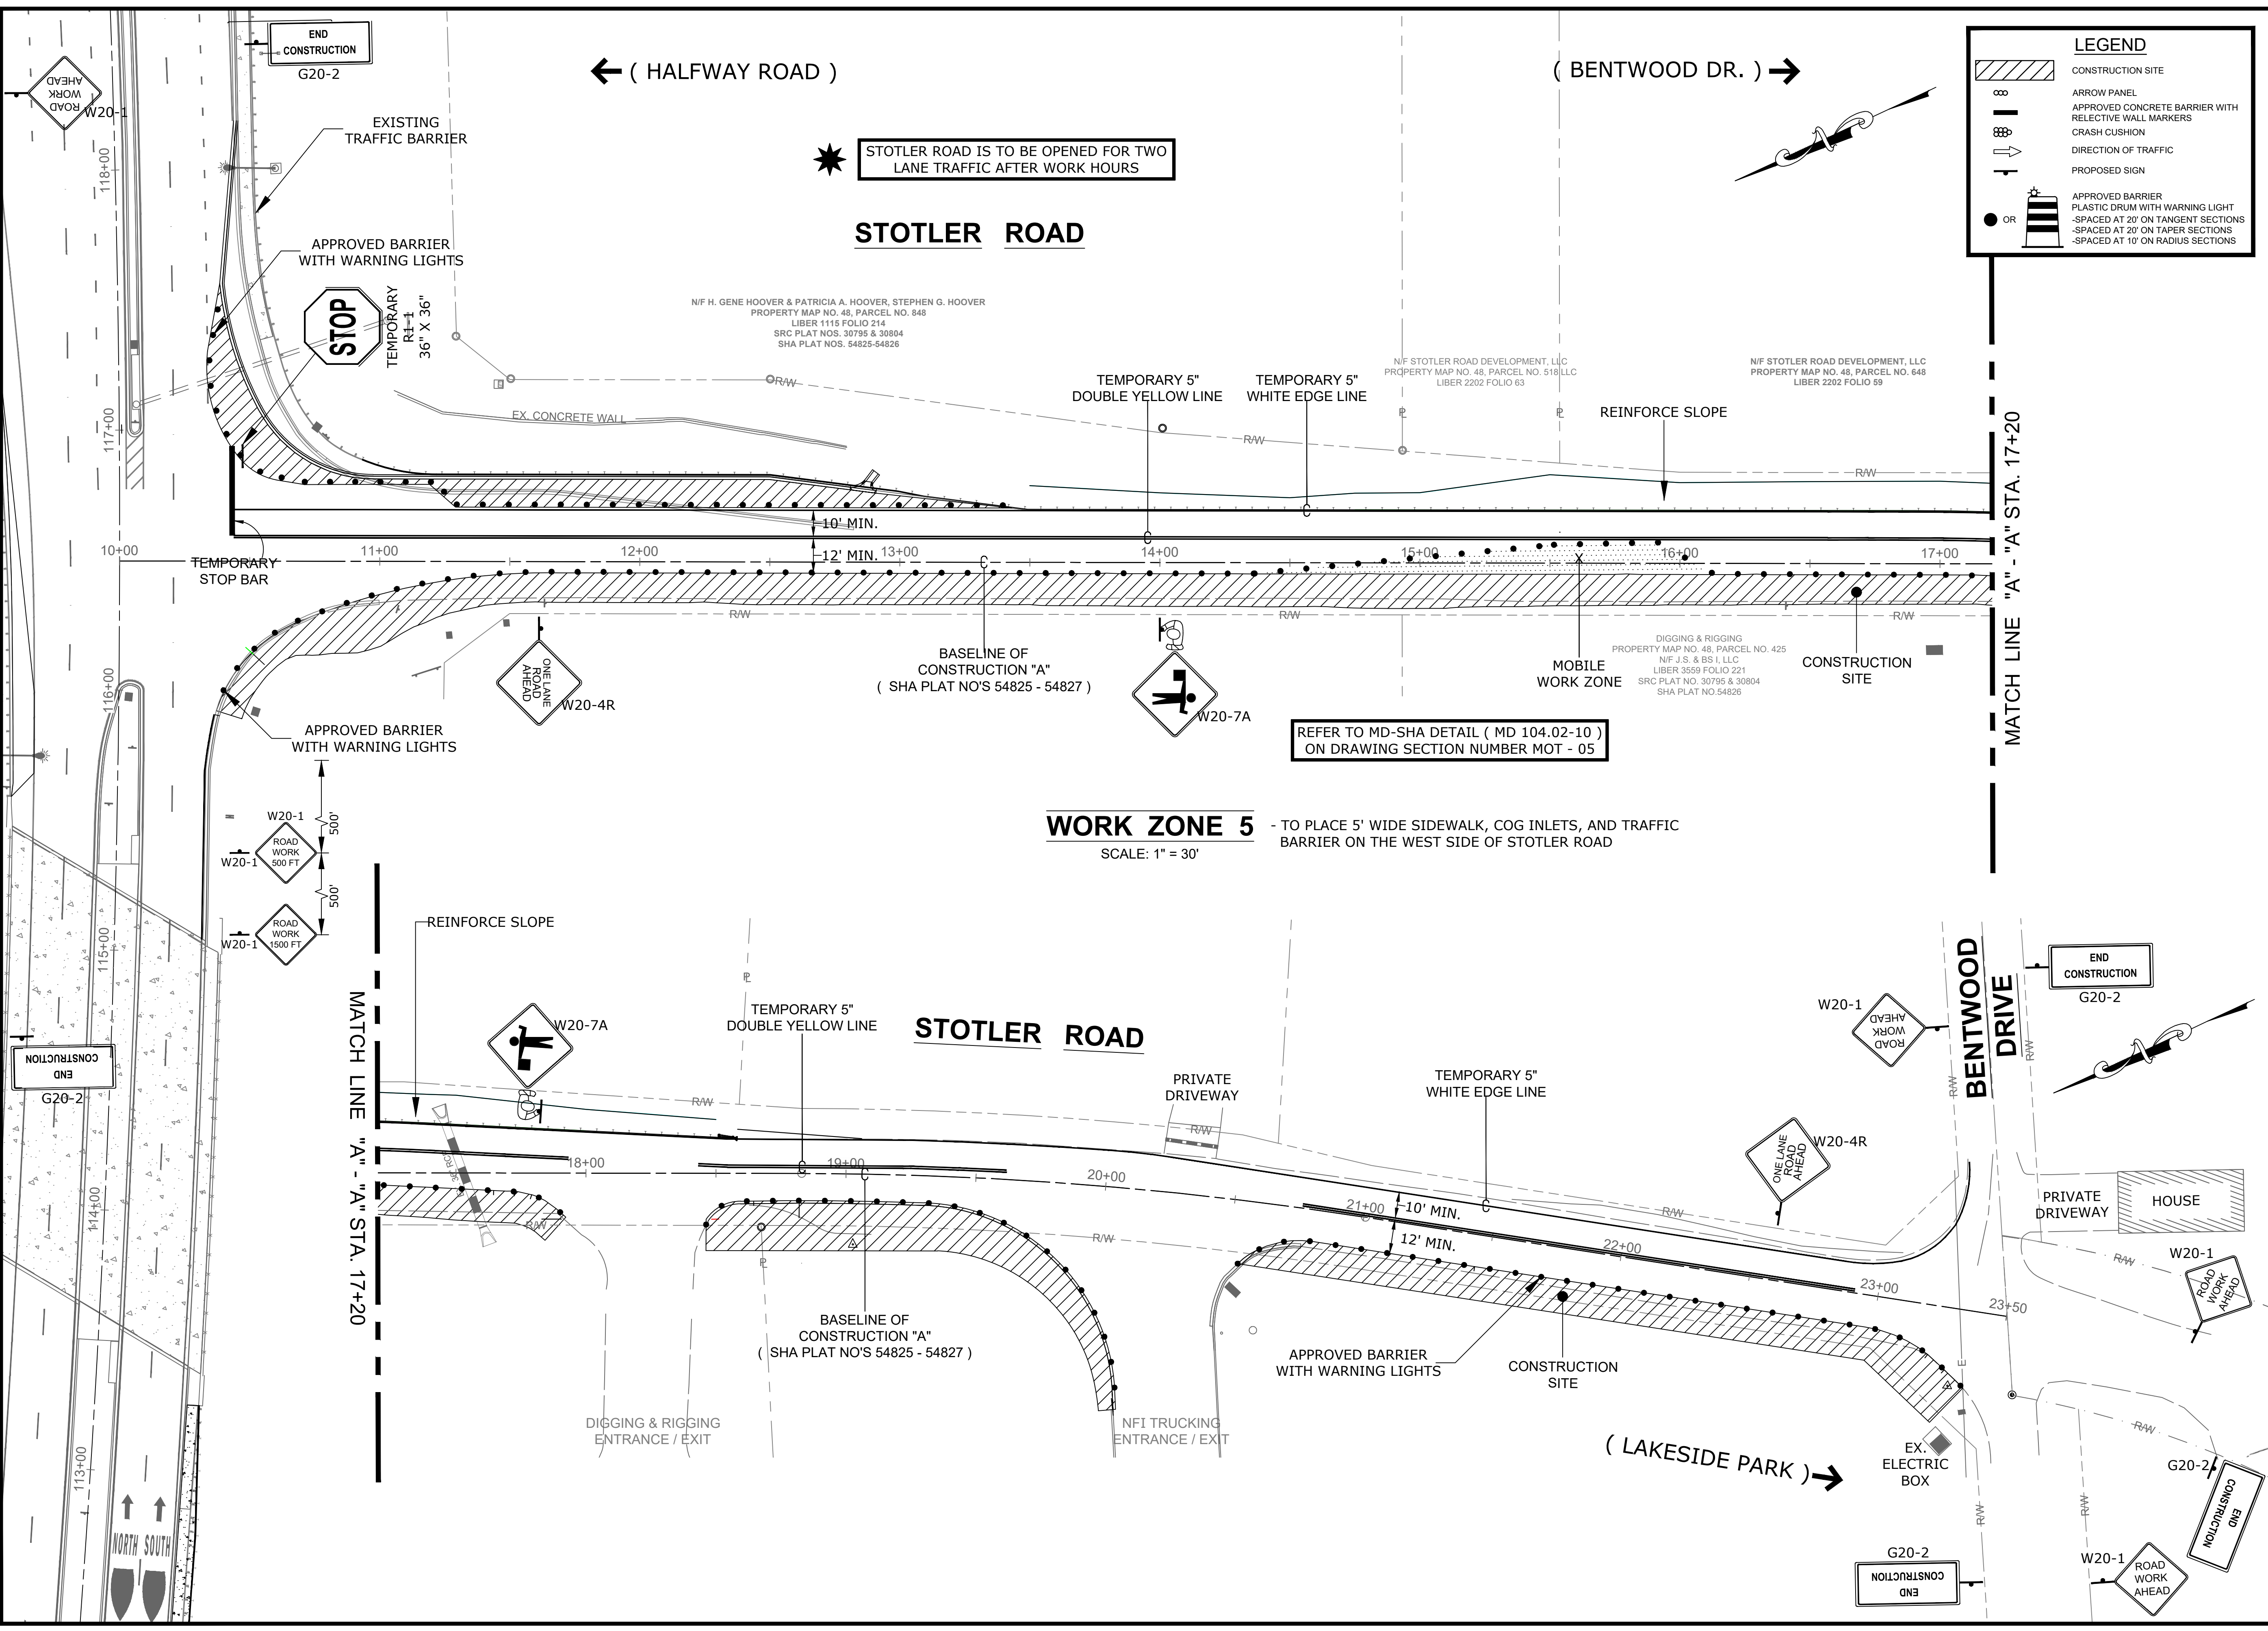 END
CONSTRUCTION
G20-2
ROAD
WORK
AHEAD
W20-1
( HALFWAY ROAD )
( BENTWOOD DR. )
LEGEND
CONSTRUCTION SITE
ARROW PANEL
APPROVED CONCRETE BARRIER WITH
RELECTIVE WALL MARKERS
CRASH CUSHION
DIRECTION OF TRAFFIC
PROPOSED SIGN
OR
APPROVED BARRIER
PLASTIC DRUM WITH WARNING LIGHT
-SPACED AT 20' ON TANGENT SECTIONS
-SPACED AT 20' ON TAPER SECTIONS
-SPACED AT 10' ON RADIUS SECTIONS
118+00
EXISTING
TRAFFIC BARRIER
STOTLER ROAD IS TO BE OPENED FOR TWO
LANE TRAFFIC AFTER WORK HOURS
STOTLER ROAD
APPROVED BARRIER
WITH WARNING LIGHTS
STOP
TEMPORARY
R1-1
36" X 36"
N/F H. GENE HOOVER & PATRICIA A. HOOVER, STEPHEN G. HOOVER
PROPERTY MAP NO. 48, PARCEL NO. 848
LIBER 1115 FOLIO 214
SRC PLAT NOS. 30795 & 30804
SHA PLAT NOS. 54825-54826
N/F STOTLER ROAD DEVELOPMENT, LLC
PROPERTY MAP NO. 48, PARCEL NO. 518 LLC
LIBER 2202 FOLIO 63
N/F STOTLER ROAD DEVELOPMENT, LLC
PROPERTY MAP NO. 48, PARCEL NO. 648
LIBER 2202 FOLIO 59
R/W
TEMPORARY 5"
DOUBLE YELLOW LINE
TEMPORARY 5"
WHITE EDGE LINE
REINFORCE SLOPE
EX. CONCRETE WALL
PL
PL
R/W
R/W
117+00
MATCH LINE "A" - "A" STA. 17+20
10' MIN.
12' MIN.
C
C
C
X
10+00
11+00
12+00
13+00
14+00
15+00
16+00
17+00
TEMPORARY
STOP BAR
R/W
R/W
R/W
116+00
ONE LANE
ROAD
AHEAD
W20-4R
BASELINE OF
CONSTRUCTION "A"
( SHA PLAT NO'S 54825 - 54827 )
W20-7A
MOBILE
WORK ZONE
DIGGING & RIGGING
PROPERTY MAP NO. 48, PARCEL NO. 425
N/F J.S. & BS I, LLC
LIBER 3559 FOLIO 221
SRC PLAT NO. 30795 & 30804
SHA PLAT NO.54826
CONSTRUCTION
SITE
APPROVED BARRIER
WITH WARNING LIGHTS
REFER TO MD-SHA DETAIL ( MD 104.02-10 )
ON DRAWING SECTION NUMBER MOT - 05
W20-1
ROAD
WORK
500 FT
W20-1
500'
500'
ROAD
WORK
1500 FT
W20-1
WORK ZONE 5
- TO PLACE 5' WIDE SIDEWALK, COG INLETS, AND TRAFFIC
BARRIER ON THE WEST SIDE OF STOTLER ROAD
SCALE: 1" = 30'
115+00
END
CONSTRUCTION
G20-2
114+00
113+00
NORTH
SOUTH
MATCH LINE "A" - "A" STA. 17+20
REINFORCE SLOPE
W20-7A
PL
TEMPORARY 5"
DOUBLE YELLOW LINE
STOTLER ROAD
R/W
PRIVATE
DRIVEWAY
R/W
TEMPORARY 5"
WHITE EDGE LINE
W20-1
ROAD
WORK
AHEAD
BENTWOOD
DRIVE
END
CONSTRUCTION
G20-2
R/W
R/W
ONE LANE
ROAD
AHEAD
W20-4R
18+00
19+00
20+00
21+00
22+00
23+00
23+50
C
C
C
10' MIN.
12' MIN.
R/W
R/W
R/W
PL
PRIVATE
DRIVEWAY
HOUSE
R/W
W20-1
ROAD
WORK
AHEAD
BASELINE OF
CONSTRUCTION "A"
( SHA PLAT NO'S 54825 - 54827 )
APPROVED BARRIER
WITH WARNING LIGHTS
CONSTRUCTION
SITE
E
DIGGING & RIGGING
ENTRANCE / EXIT
NFI TRUCKING
ENTRANCE / EXIT
( LAKESIDE PARK )
EX.
ELECTRIC
BOX
R/W
R/W
R/W
G20-2
END
CONSTRUCTION
G20-2
END
CONSTRUCTION
W20-1
ROAD
WORK
AHEAD